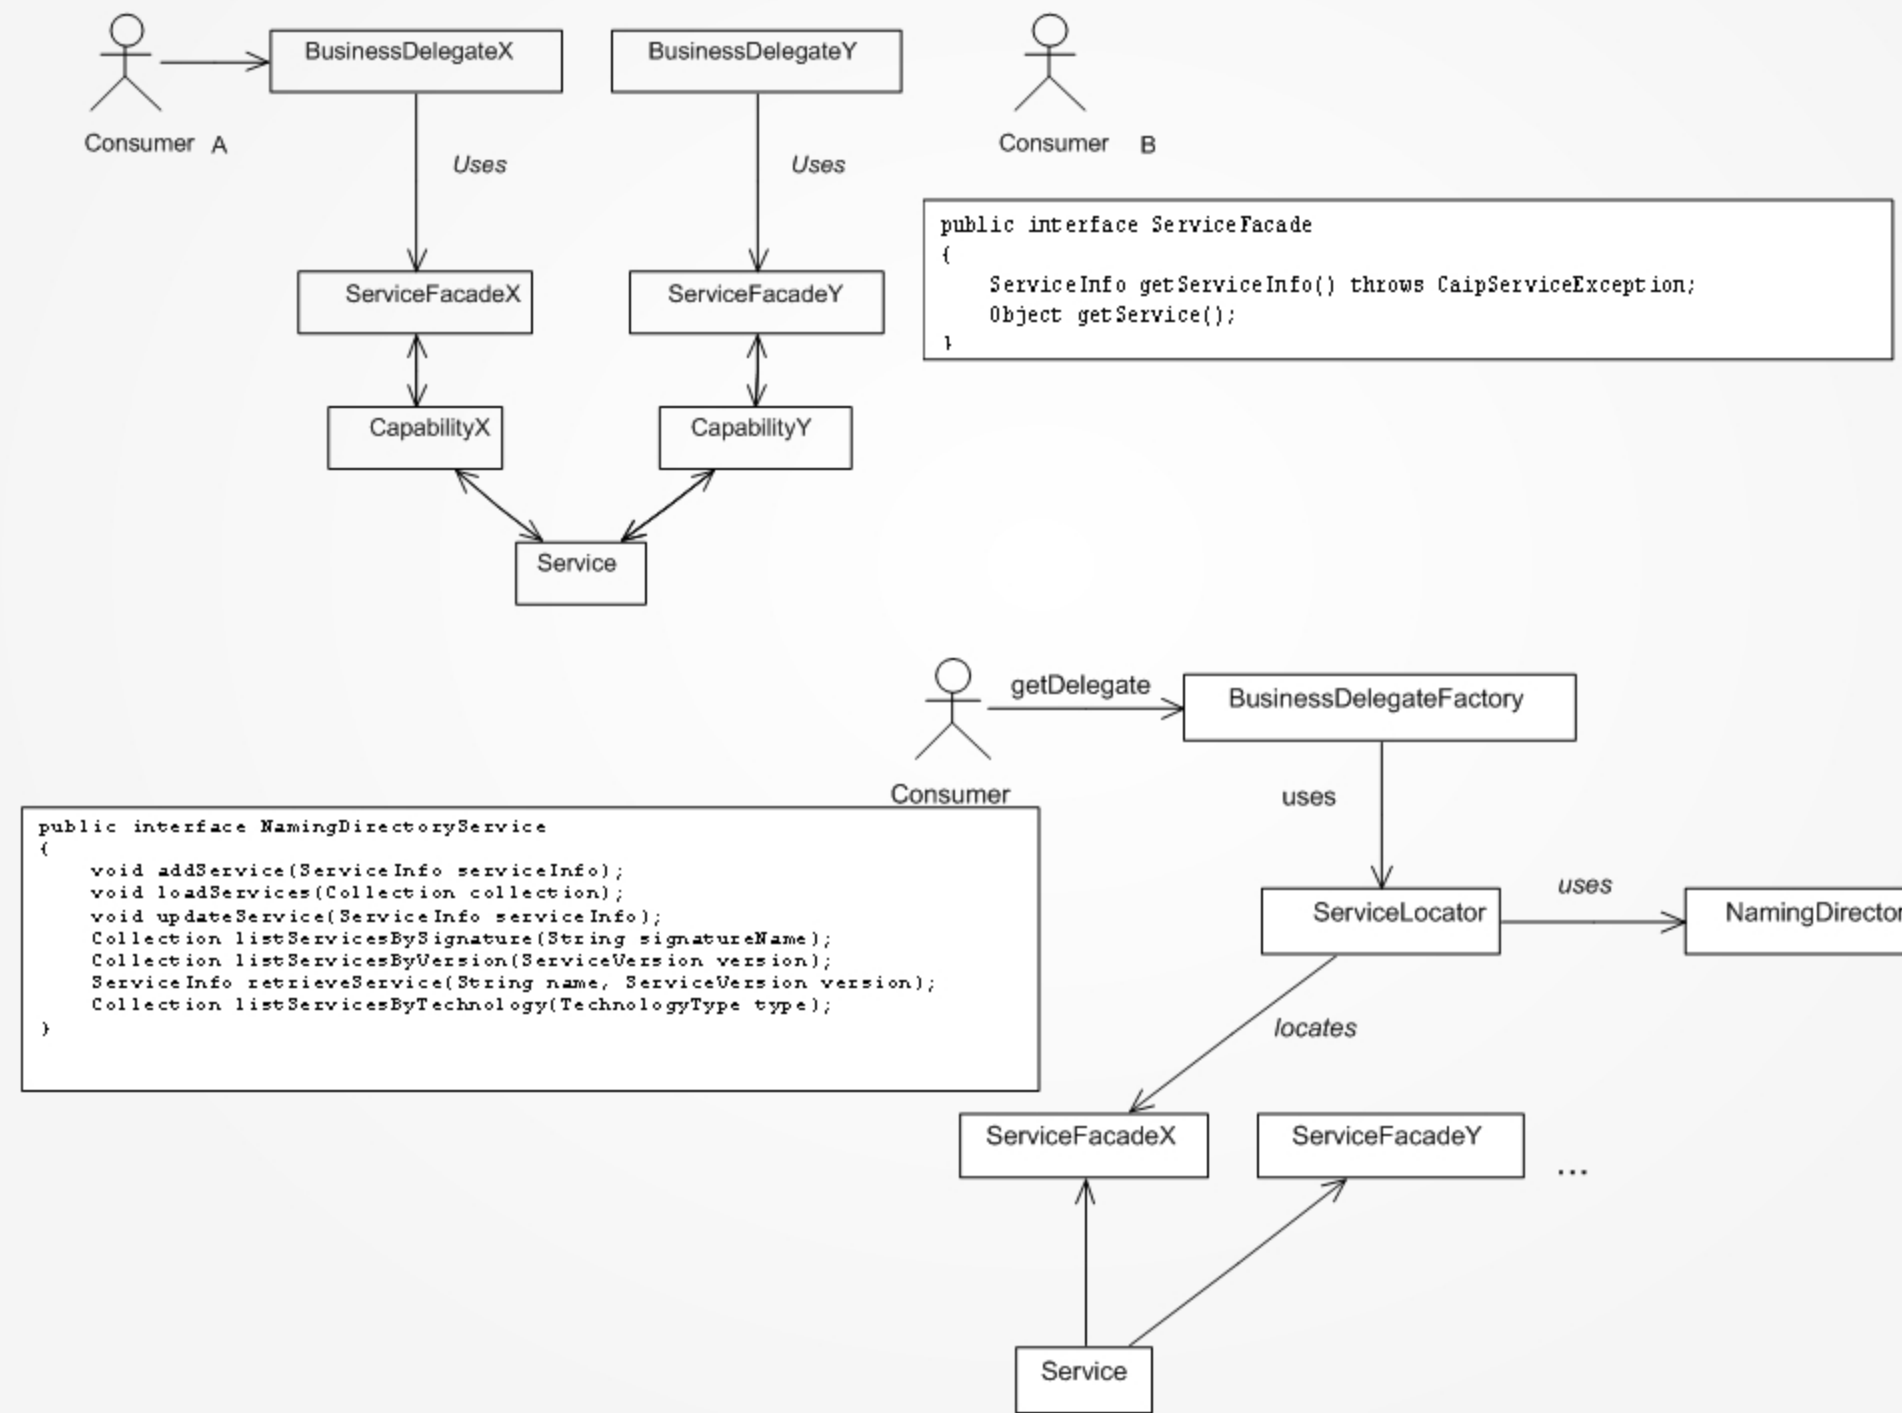 BusinessDelegateX
BusinessDelegateY
Consumer A
Consumer B
Uses
Uses
public interface ServiceFacade
{
ServiceInfo getServiceInfo() throws CaipServiceException;
Object getService();
}
ServiceFacadeX
ServiceFacadeY
CapabilityX
CapabilityY
Service
getDelegate
BusinessDelegateFactory
Consumer
uses
public interface NamingDirectoryService
{
void addService(ServiceInfo serviceInfo);
void loadServices(Collection collection);
void updateService(ServiceInfo serviceInfo);
Collection listServicesBySignature(String signatureName);
Collection listServicesByVersion(ServiceVersion version);
ServiceInfo retrieveService(String name, ServiceVersion version);
Collection listServicesByTechnology(TechnologyType type);
}
ServiceLocator
uses
NamingDirector
locates
ServiceFacadeX
ServiceFacadeY
...
Service